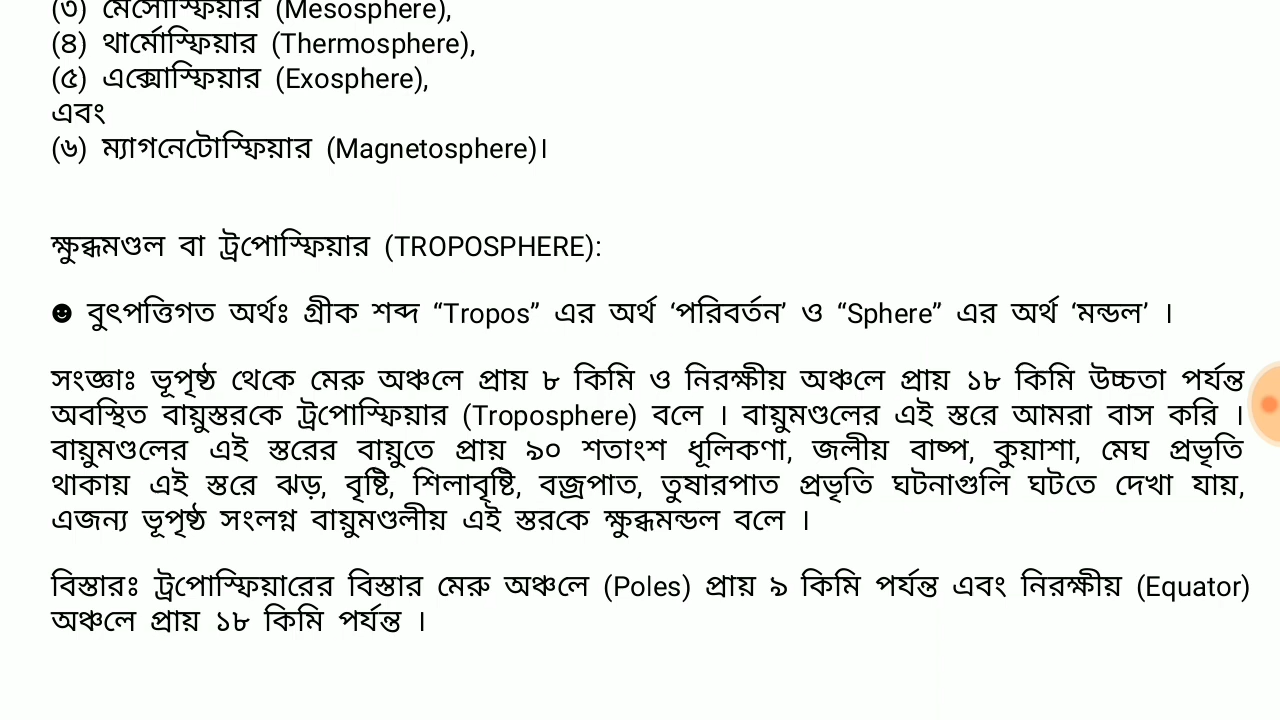 (৩) মেসোস্ফিয়ার (Mesosphere),
(৪) থার্মোস্ফিয়ার (Thermosphere),
(৫) এক্সোস্ফিয়ার (Exosphere),
এবং
(৬) ম্যাগনেটোস্ফিয়ার (Magnetosphere)।
ক্ষুব্ধমণ্ডল বা ট্রপোস্ফিয়ার (TROPOSPHERE):
☻ বুৎপত্তিগত অর্থঃ গ্রীক শব্দ “Tropos” এর অর্থ ‘পরিবর্তন’ ও “Sphere” এর অর্থ ‘মন্ডল’ ।
সংজ্ঞাঃ ভূপৃষ্ঠ থেকে মেরু অঞ্চলে প্রায় ৮ কিমি ও নিরক্ষীয় অঞ্চলে প্রায় ১৮ কিমি উচ্চতা পর্যন্ত
অবস্থিত বায়ুস্তরকে ট্রপোস্ফিয়ার (Troposphere) বলে । বায়ুমণ্ডলের এই স্তরে আমরা বাস করি ।
বায়ুমণ্ডলের এই স্তরের বায়ুতে প্রায় ৯০ শতাংশ ধূলিকণা, জলীয় বাষ্প, কুয়াশা, মেঘ প্রভৃতি
থাকায় এই স্তরে ঝড়, বৃষ্টি, শিলাবৃষ্টি, বজ্রপাত, তুষারপাত প্রভৃতি ঘটনাগুলি ঘটতে দেখা যায়,
এজন্য ভূপৃষ্ঠ সংলগ্ন বায়ুমণ্ডলীয় এই স্তরকে ক্ষুব্ধমন্ডল বলে ।
বিস্তারঃ ট্রপোস্ফিয়ারের বিস্তার মেরু অঞ্চলে (Poles) প্রায় ৯ কিমি পর্যন্ত এবং নিরক্ষীয় (Equator)
অঞ্চলে প্রায় ১৮ কিমি পর্যন্ত ।